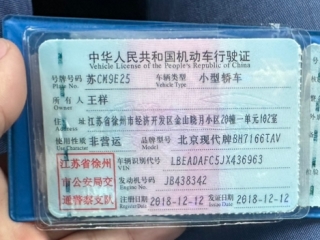 中华人民共和国机动车行驶证
Vehicle License of the People's Republic of China
号牌号码 苏CM9E25 车辆类型 小型轿车
Plate No. Vehicle Type
所有人 王样
Owner
住址 江苏省徐州市经济开发区金山晓月小区20幢一单元102室
使用性质 非营运 品牌型号 北京现代牌BH7166TAV
Use Character Model
江苏省徐州 车辆识别代号 LBEADAFC5JX436963
VIN
市公安局交 发动机号码 JB438342
通警察支队 注册日期 2018-12-12 发证日期 2018-12-12
Register Date Issue Date